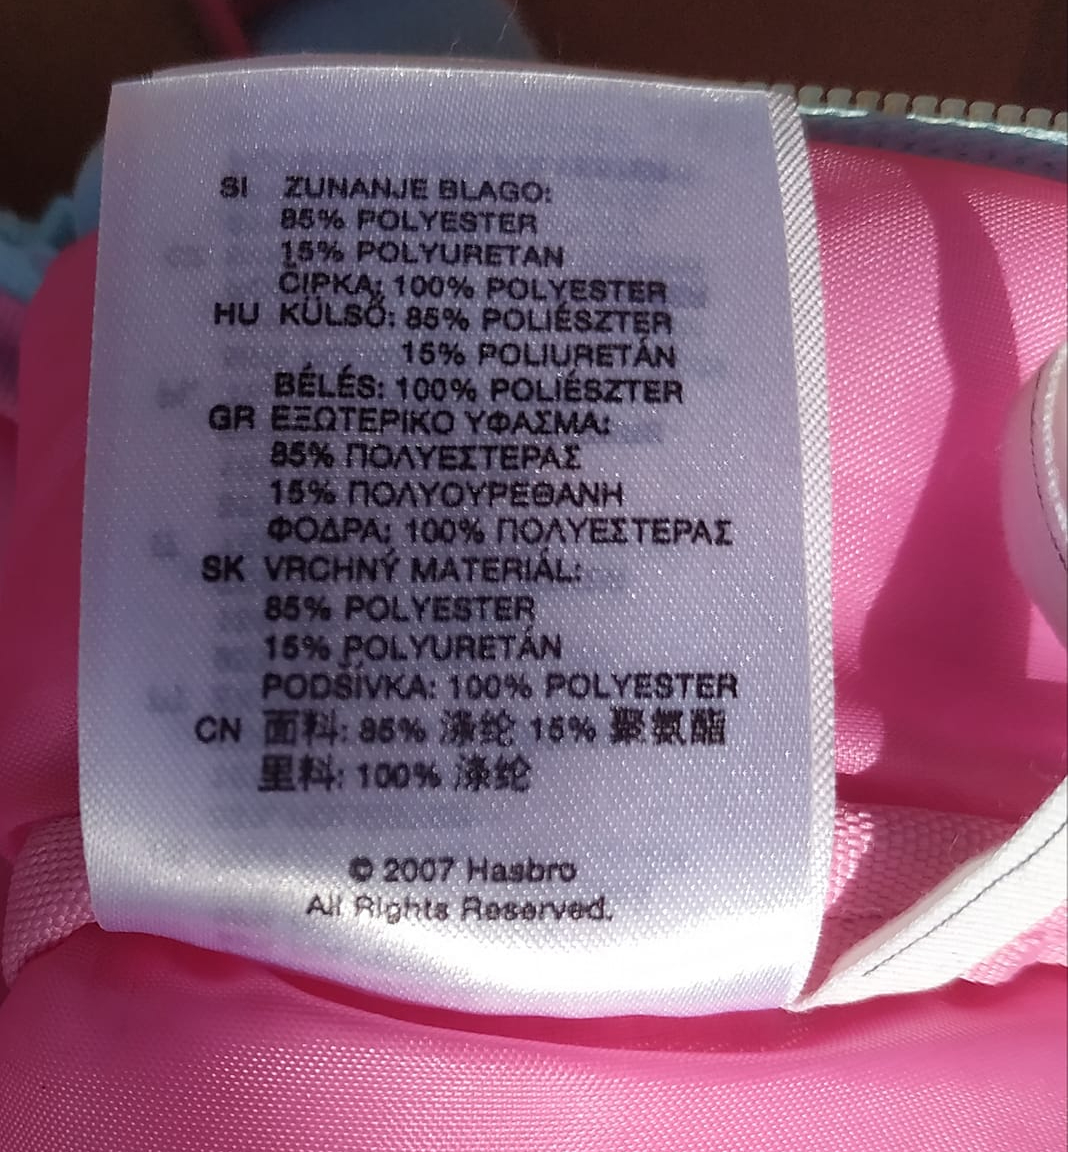 SI ZUNANJE BLAGO:
85% POLYESTER
15% POLYURETAN
ČIPKA: 100% POLYESTER
HU KÜLSŐ: 85% POLIÉSZTER
15% POLIURETÁN
BÉLÉS: 100% POLIÉSZTER
GR ΕΞΩΤΕΡΙΚΟ ΥΦΑΣΜΑ:
85% ΠΟΛΥΕΣΤΕΡΑΣ
15% ΠΟΛΥΟΥΡΕΘΑΝΗ
ΦΟΔΡΑ: 100% ΠΟΛΥΕΣΤΕΡΑΣ
SK VRCHNÝ MATERIÁL:
85% POLYESTER
15% POLYURETÁN
PODŠÍVKA: 100% POLYESTER
CN 面料: 85% 涤纶 15% 聚氨酯
里料: 100% 涤纶
© 2007 Hasbro
All Rights Reserved.